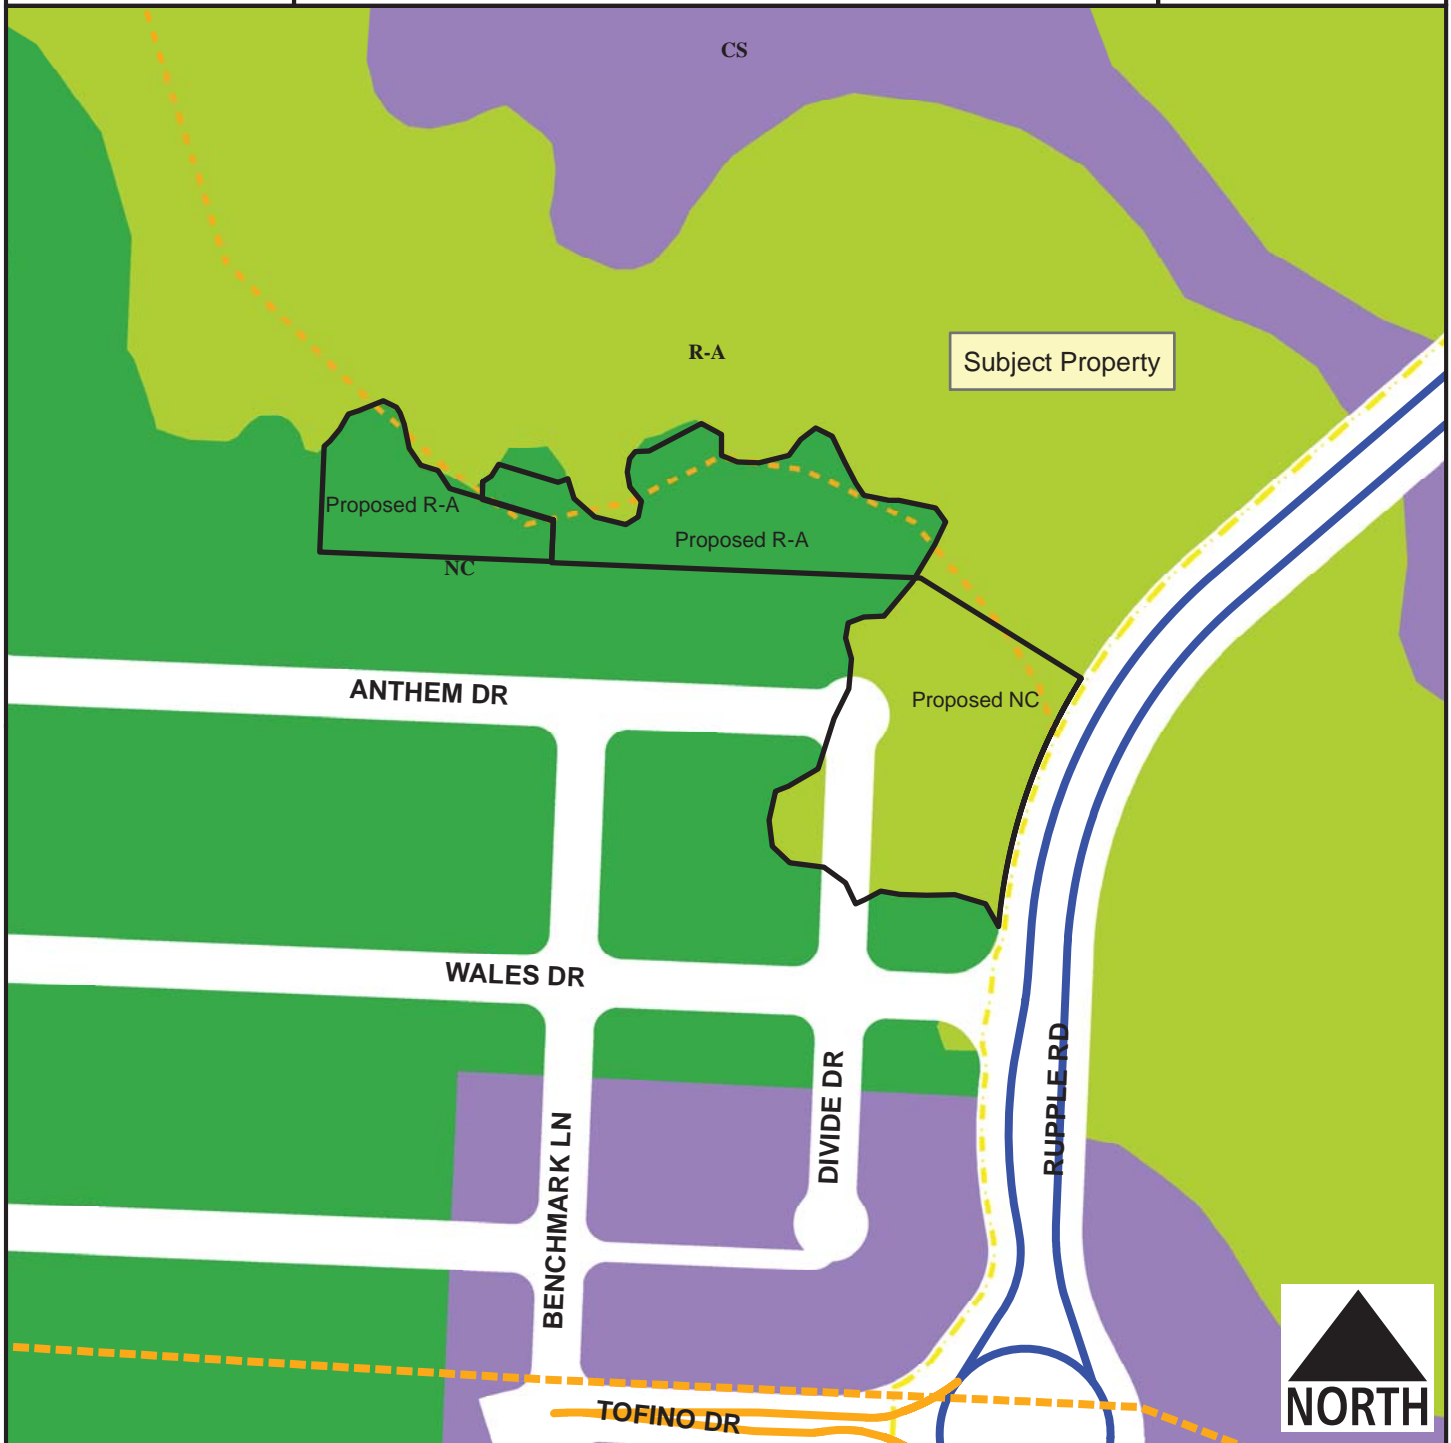 CS
R-A
Subject Property
Proposed R-A
Proposed R-A
NC
ANTHEM DR
Proposed NC
WALES DR
DIVIDE DR
RUPPLE RD
BENCHMARK LN
TOFINO DR
NORTH